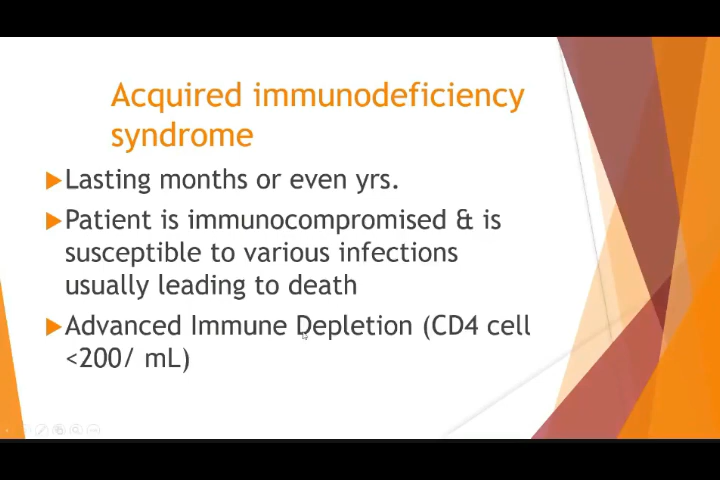 Acquired immunodeficiency
syndrome
Lasting months or even yrs.
Patient is immunocompromised & is
susceptible to various infections
usually leading to death
Advanced Immune Depletion (CD4 cell
<200/ mL)